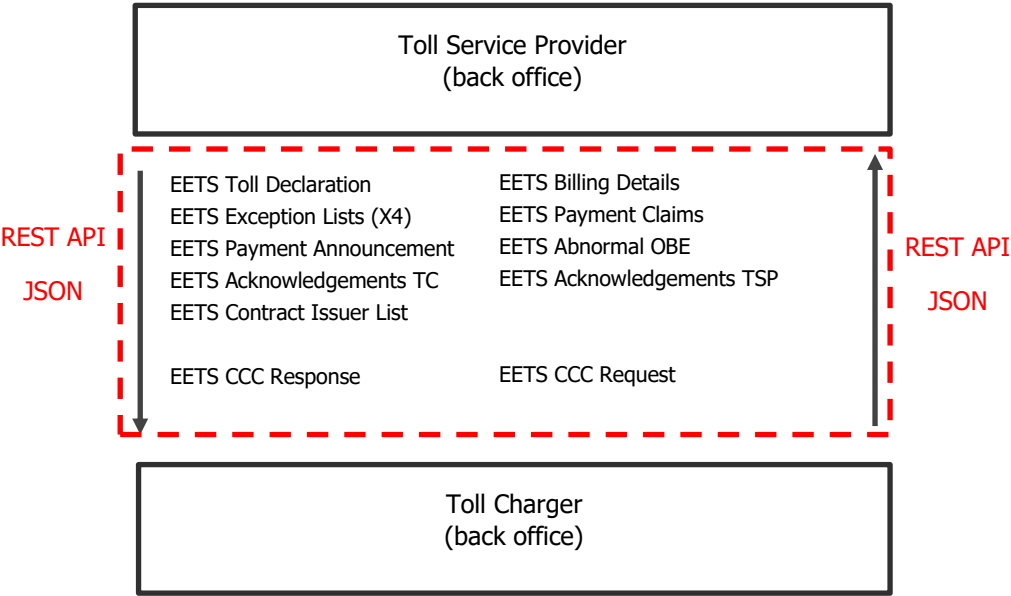 Toll Service Provider
(back office)
REST API
JSON
EETS Toll Declaration
EETS Exception Lists (X4)
EETS Payment Announcement
EETS Acknowledgements TC
EETS Contract Issuer List
EETS CCC Response
EETS Billing Details
EETS Payment Claims
EETS Abnormal OBE
EETS Acknowledgements TSP
EETS CCC Request
REST API
JSON
Toll Charger
(back office)